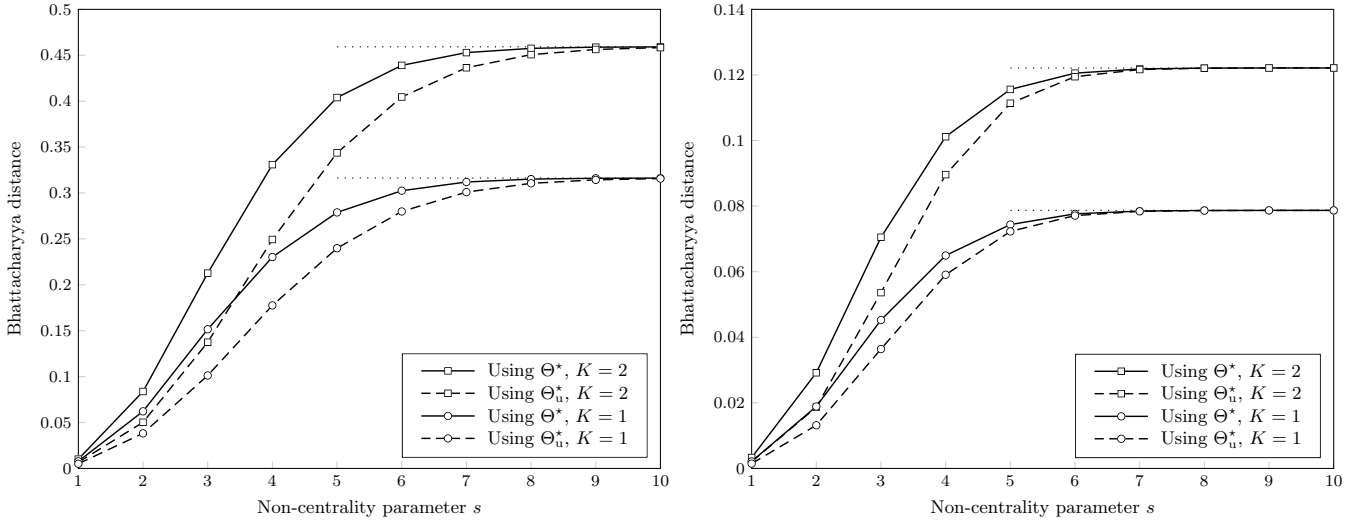 0.5
0.45
0.4
0.35
0.3
0.25
0.2
0.15
0.1
0.05
0
Bhattacharyya distance
1 2 3 4 5 6 7 8 9 10
Non-centrality parameter s
Using Θ⋆, K = 2
Using Θ⋆u, K = 2
Using Θ⋆, K = 1
Using Θ⋆u, K = 1
0.14
0.12
0.1
0.08
0.06
0.04
0.02
0
Bhattacharyya distance
1 2 3 4 5 6 7 8 9 10
Non-centrality parameter s
Using Θ⋆, K = 2
Using Θ⋆u, K = 2
Using Θ⋆, K = 1
Using Θ⋆u, K = 1